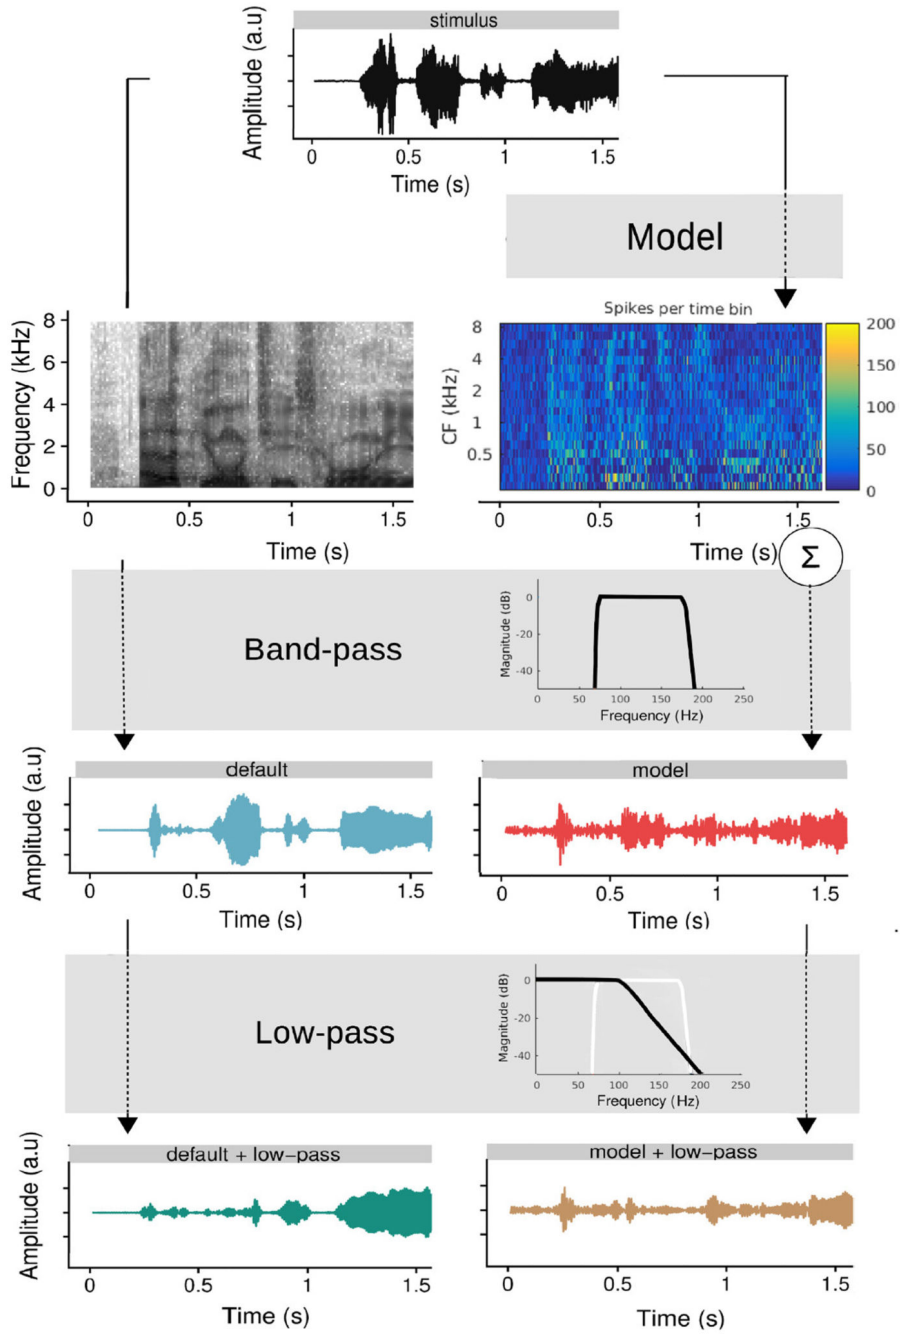 stimulus
Amplitude (a.u)
0 0.5 1 1.5
Time (s)
Model
Frequency (kHz)
8
6
4
2
0
0 0.5 1 1.5
Time (s)
Spikes per time bin
CF (kHz)
8
4
2
1
0.5
200
150
100
50
0
0 0.5 1 1.5
Time (s)
Σ
Band-pass
Magnitude (dB)
0
-20
-40
0 50 100 150 200 250
Frequency (Hz)
default
Amplitude (a.u)
0 0.5 1 1.5
Time (s)
model
0 0.5 1 1.5
Time (s)
Low-pass
Magnitude (dB)
0
-20
-40
0 50 100 150 200 250
Frequency (Hz)
default + low-pass
Amplitude (a.u)
0 0.5 1 1.5
Time (s)
model + low-pass
0 0.5 1 1.5
Time (s)